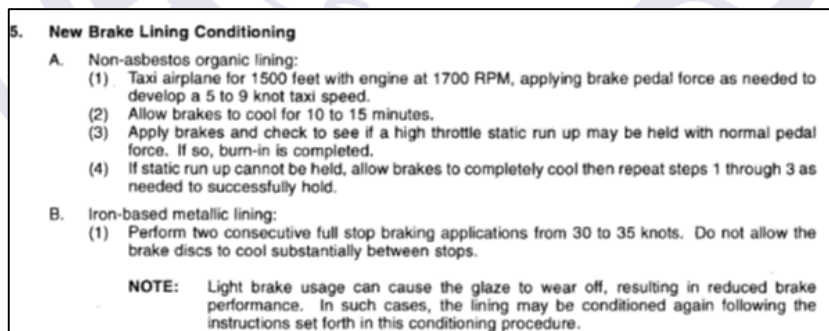 5. New Brake Lining Conditioning
A. Non-asbestos organic lining:
(1) Taxi airplane for 1500 feet with engine at 1700 RPM, applying brake pedal force as needed to
develop a 5 to 9 knot taxi speed.
(2) Allow brakes to cool for 10 to 15 minutes.
(3) Apply brakes and check to see if a high throttle static run up may be held with normal pedal
force. If so, burn-in is completed.
(4) If static run up cannot be held, allow brakes to completely cool then repeat steps 1 through 3 as
needed to successfully hold.
B. Iron-based metallic lining:
(1) Perform two consecutive full stop braking applications from 30 to 35 knots. Do not allow the
brake discs to cool substantially between stops.
NOTE: Light brake usage can cause the glaze to wear off, resulting in reduced brake
performance. In such cases, the lining may be conditioned again following the
instructions set forth in this conditioning procedure.